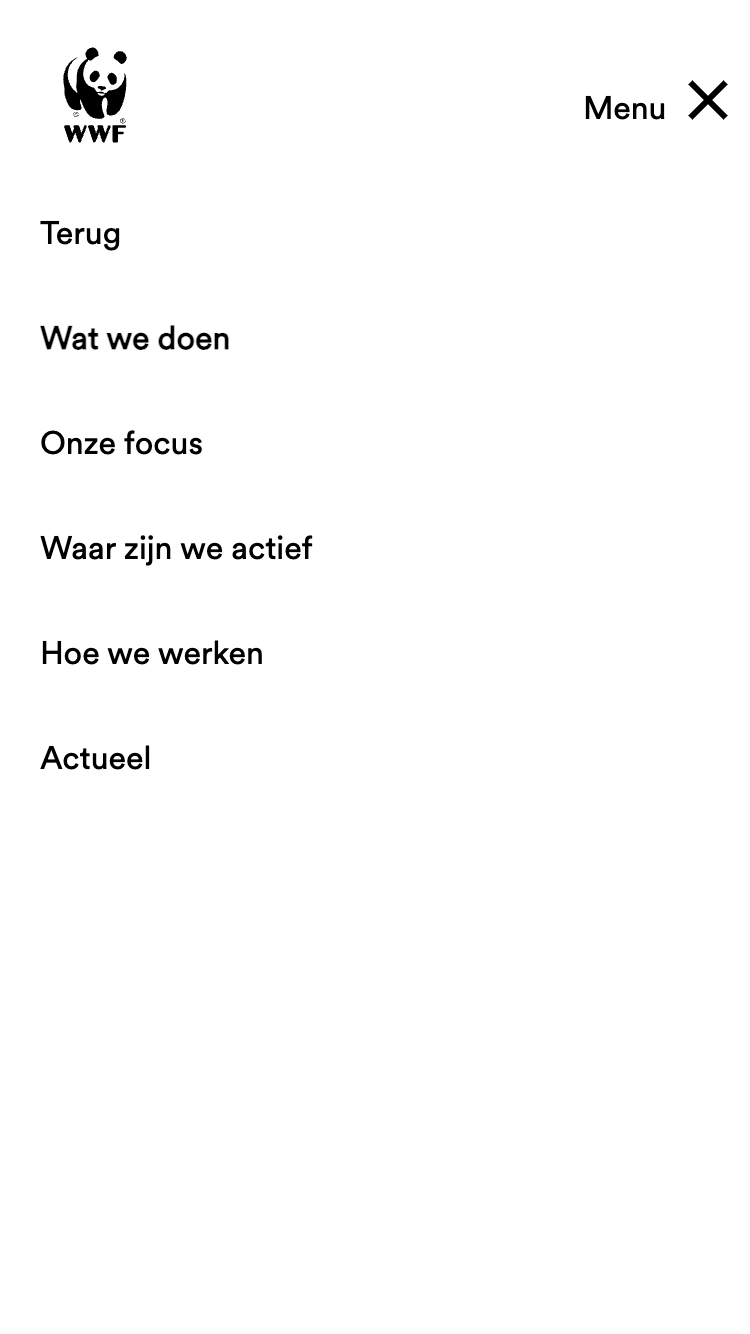 WWF
Menu
Terug
Wat we doen
Onze focus
Waar zijn we actief
Hoe we werken
Actueel